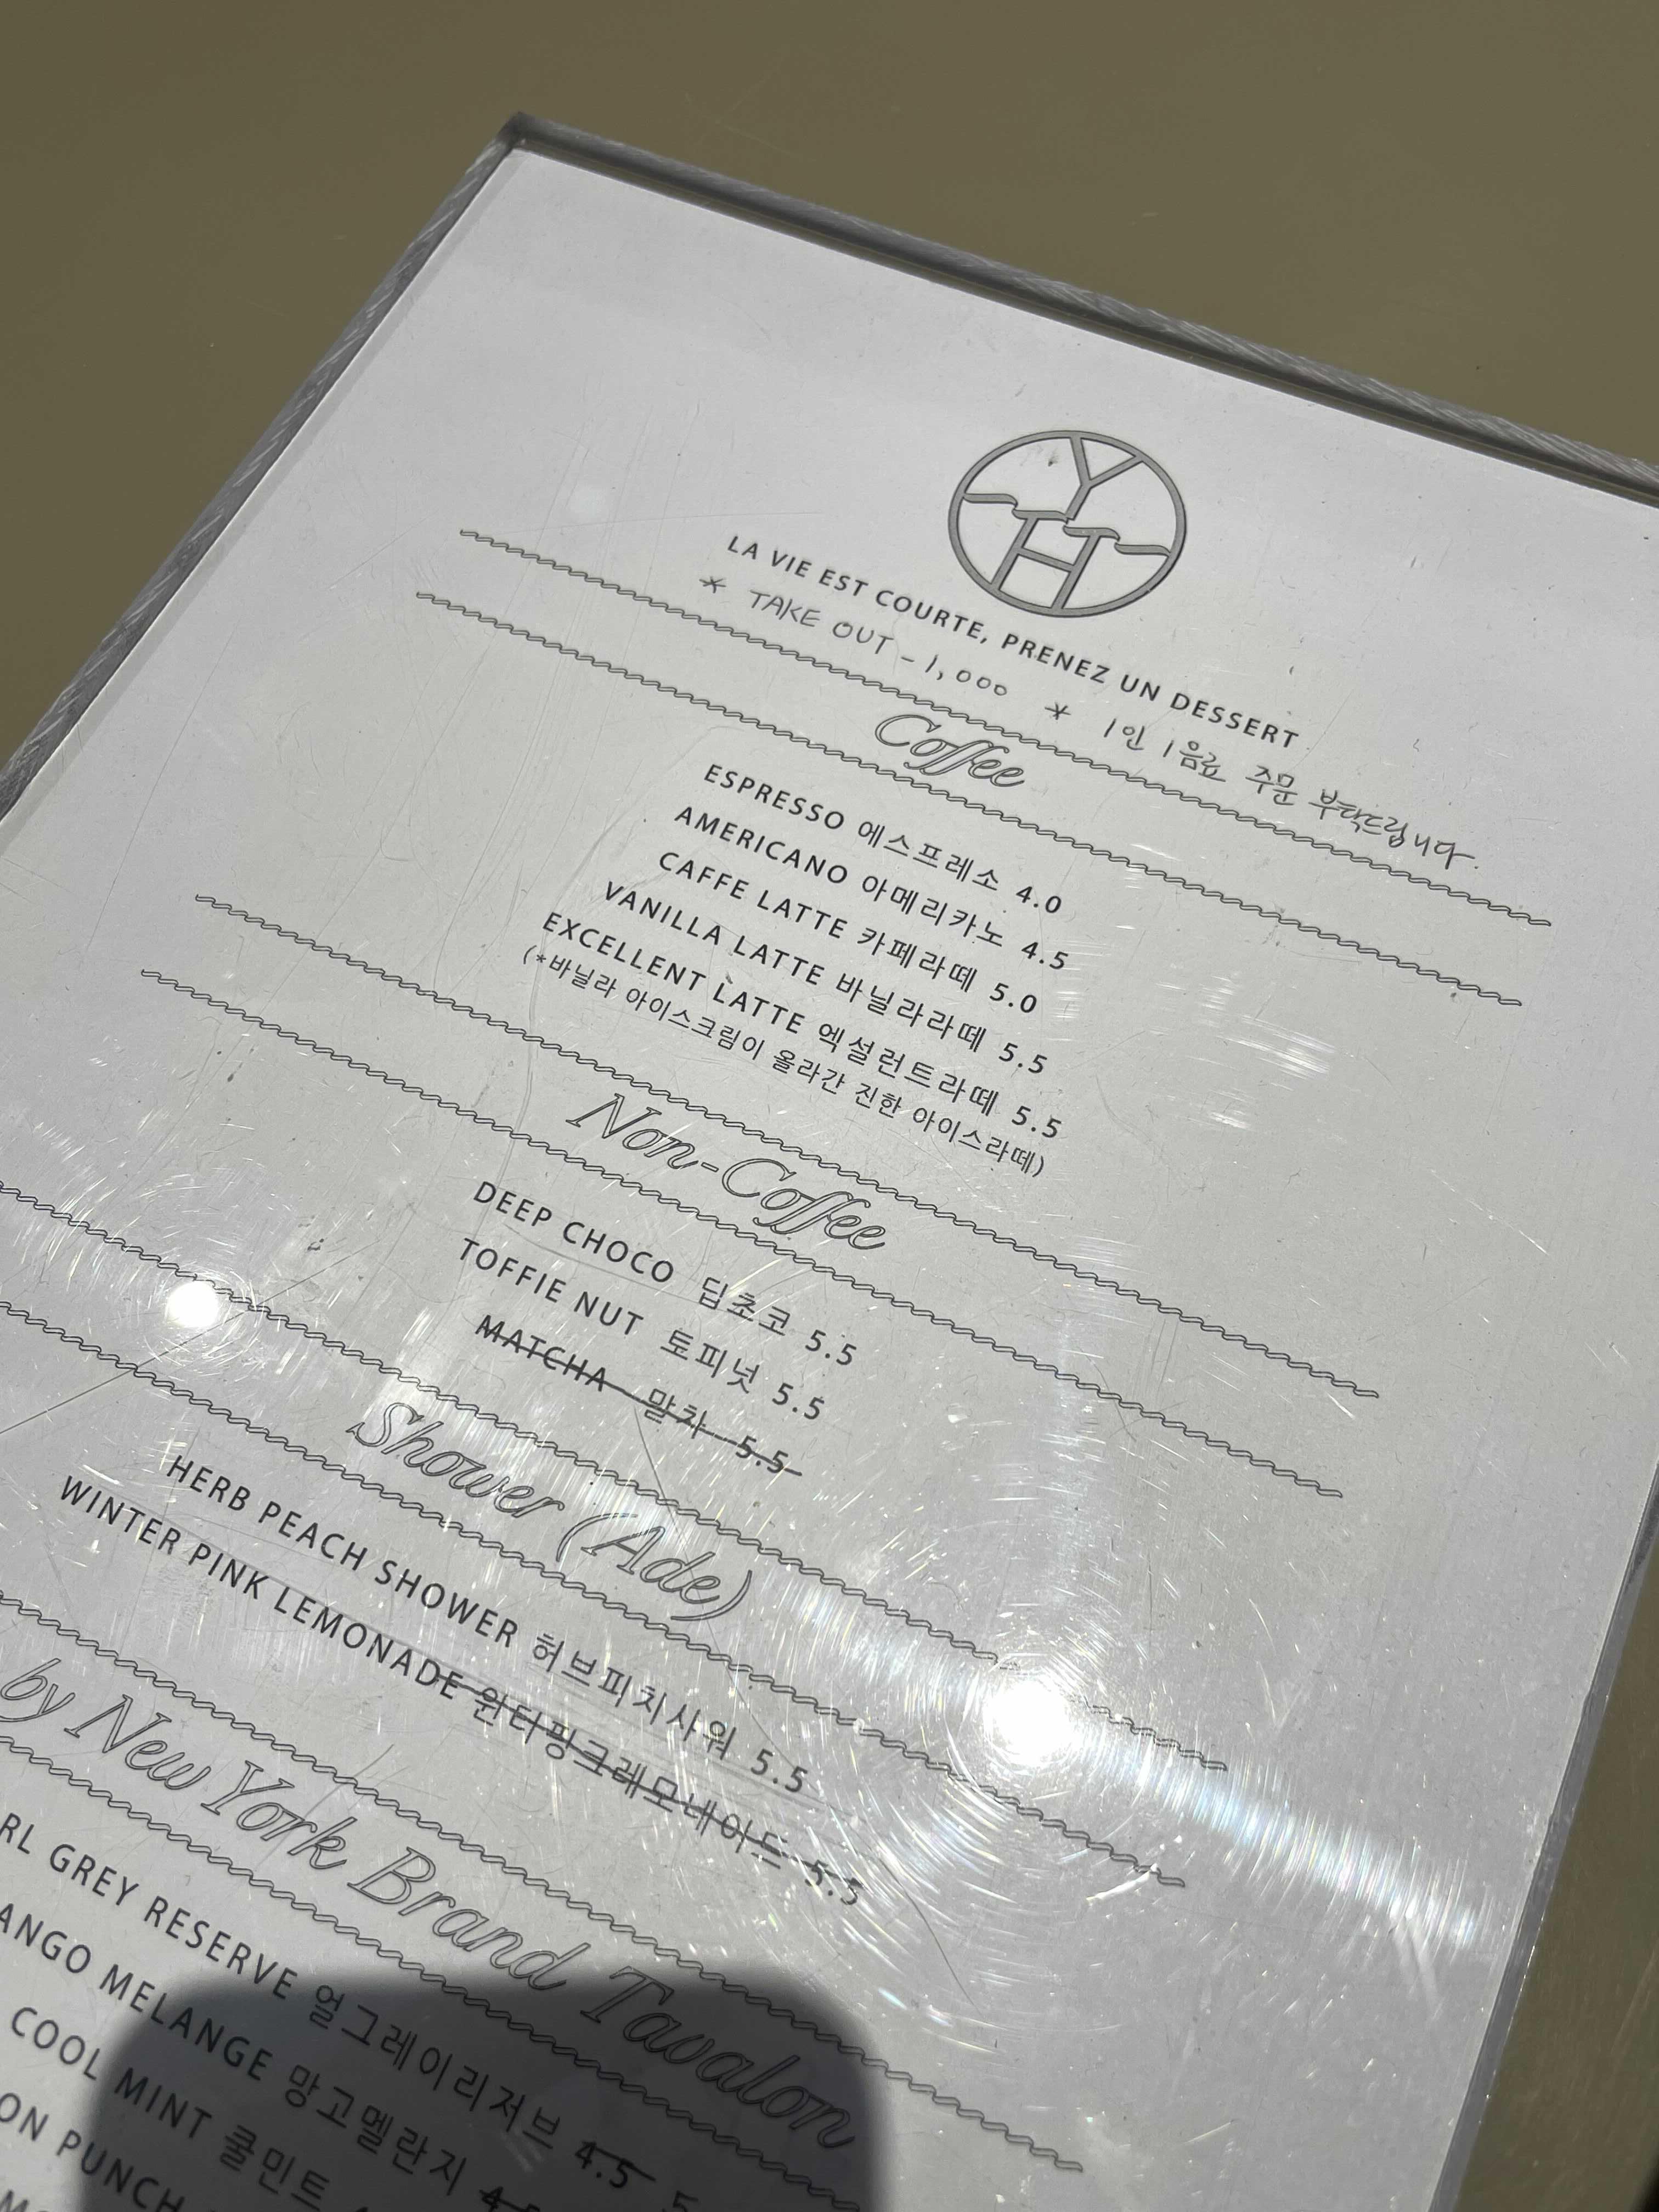 YH
LA VIE EST COURTE, PRENEZ UN DESSERT
* TAKE OUT - 1,000 * 1인 1음료 주문 부탁드립니다.
Coffee
ESPRESSO 에스프레소 4.0
AMERICANO 아메리카노 4.5
CAFFE LATTE 카페라떼 5.0
VANILLA LATTE 바닐라라떼 5.5
EXCELLENT LATTE 엑설런트라떼 5.5
(*바닐라 아이스크림이 올라간 진한 아이스라떼)
Non-Coffee
DEEP CHOCO 딥초코 5.5
TOFFIE NUT 토피넛 5.5
MATCHA 말차 5.5
Shower (Ade)
HERB PEACH SHOWER 허브피치샤워 5.5
WINTER PINK LEMONADE 윈터핑크레모네이드 5.5
by New York Brand Tavalon
RL GREY RESERVE 얼그레이리저브 4.5 5
ANGO MELANGE 망고멜란지
COOL MINT 쿨민트
ON PUNCH